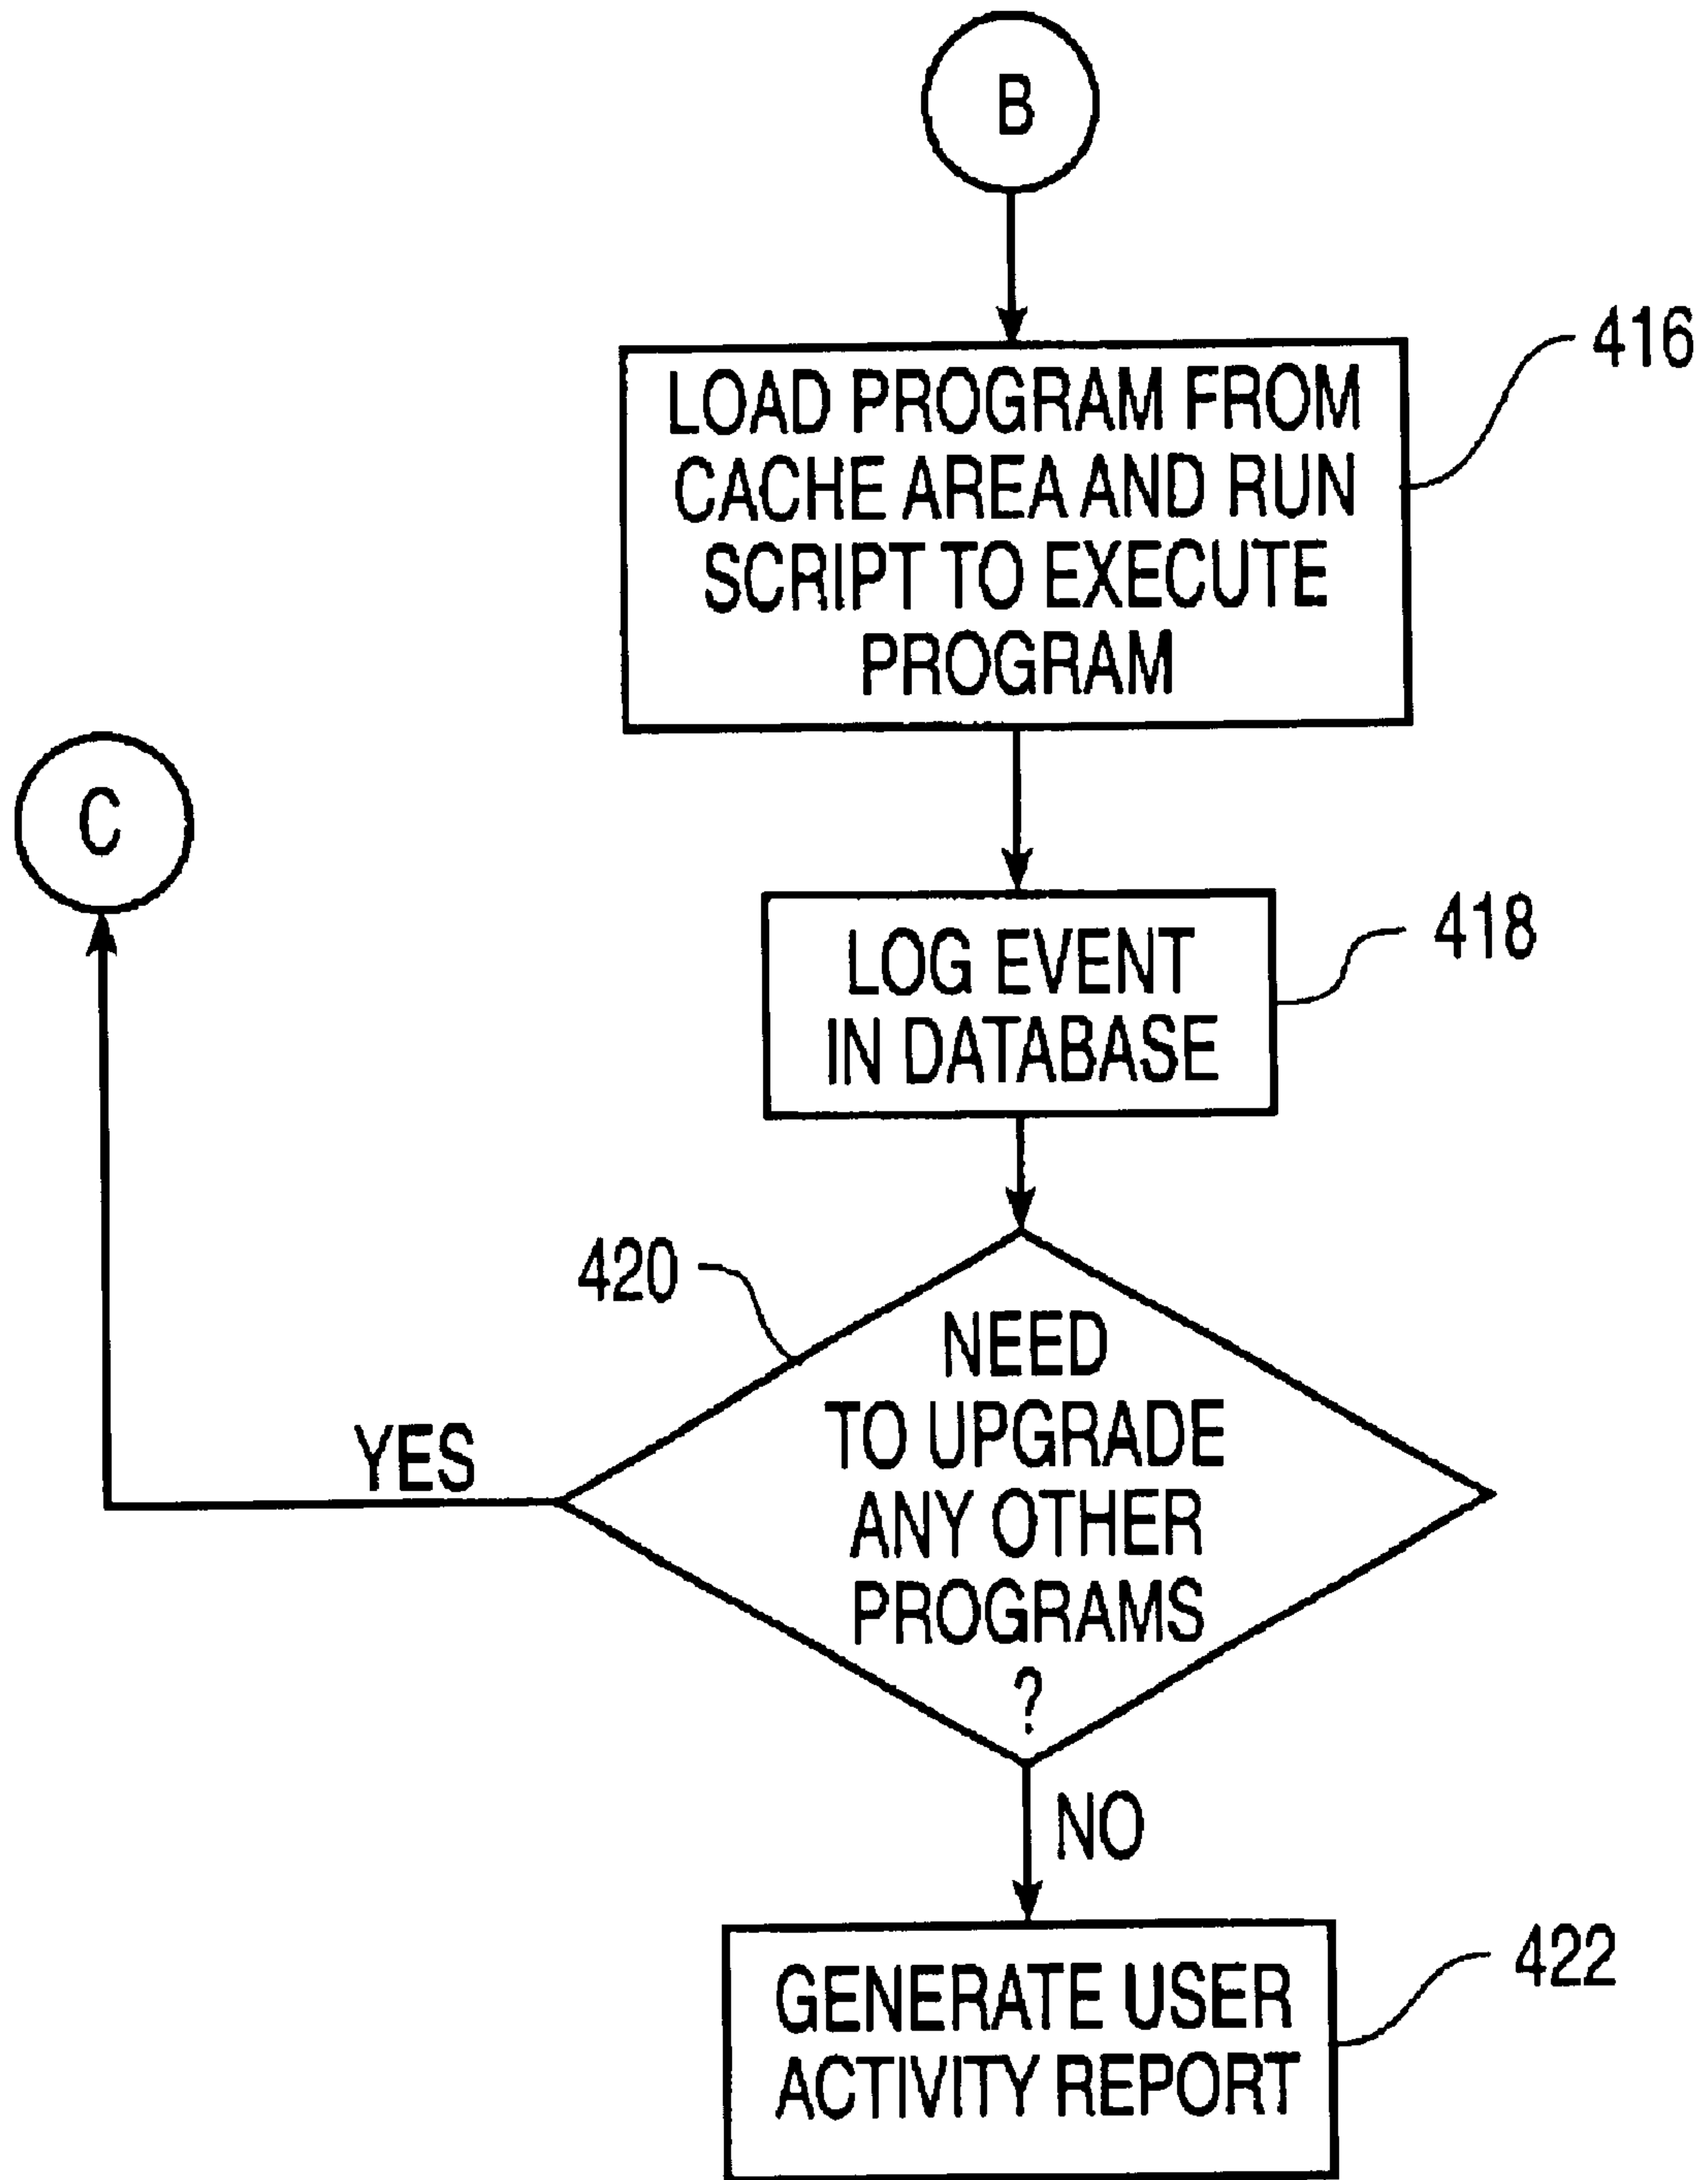 B
416
LOAD PROGRAM FROM
CACHE AREA AND RUN
SCRIPT TO EXECUTE
PROGRAM
C
418
LOG EVENT
IN DATABASE
420
NEED
TO UPGRADE
ANY OTHER
PROGRAMS
?
YES
NO
422
GENERATE USER
ACTIVITY REPORT